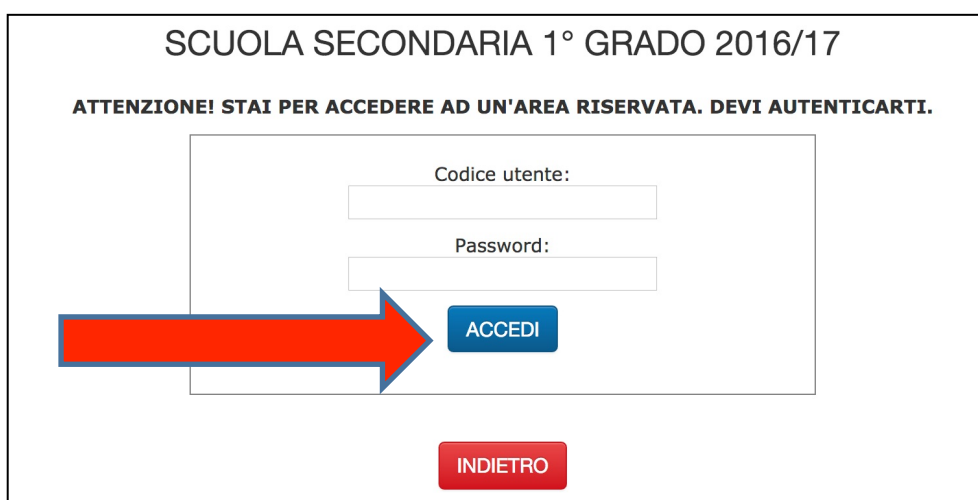 SCUOLA SECONDARIA 1° GRADO 2016/17
ATTENZIONE! STAI PER ACCEDERE AD UN'AREA RISERVATA. DEVI AUTENTICARTI.
Codice utente:
Password:
ACCEDI
INDIETRO